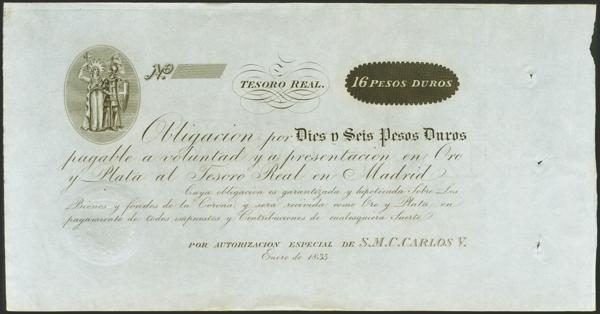 Nº.
TESORO REAL.
16 PESOS DUROS
Obligacion por Dies y Seis Pesos Duros
pagable a voluntad y a presentacion en Oro
y Plata al Tesoro Real en Madrid
Cuya obligacion es garantizada y hipotecada Sobre Los
Bienes y fondos de la Corona y sera recivida como Oro y Plata en
pagamento de todos impuestos y Contribuciones de cualesquiera Suerte
POR AUTORIZACION ESPECIAL DE S.M.C. CARLOS V.
Enero de 1835